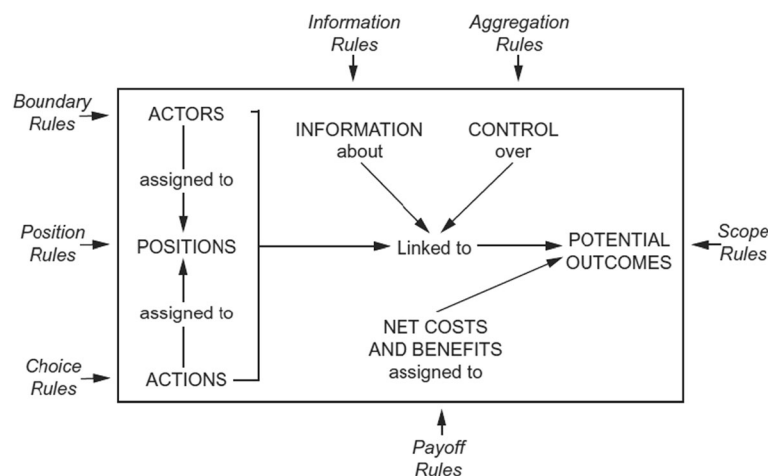 Information
Rules
Aggregation
Rules
Boundary
Rules
ACTORS
INFORMATION
about
CONTROL
over
assigned to
Position
Rules
POSITIONS
Linked to
POTENTIAL
OUTCOMES
Scope
Rules
assigned to
NET COSTS
AND BENEFITS
assigned to
Choice
Rules
ACTIONS
Payoff
Rules